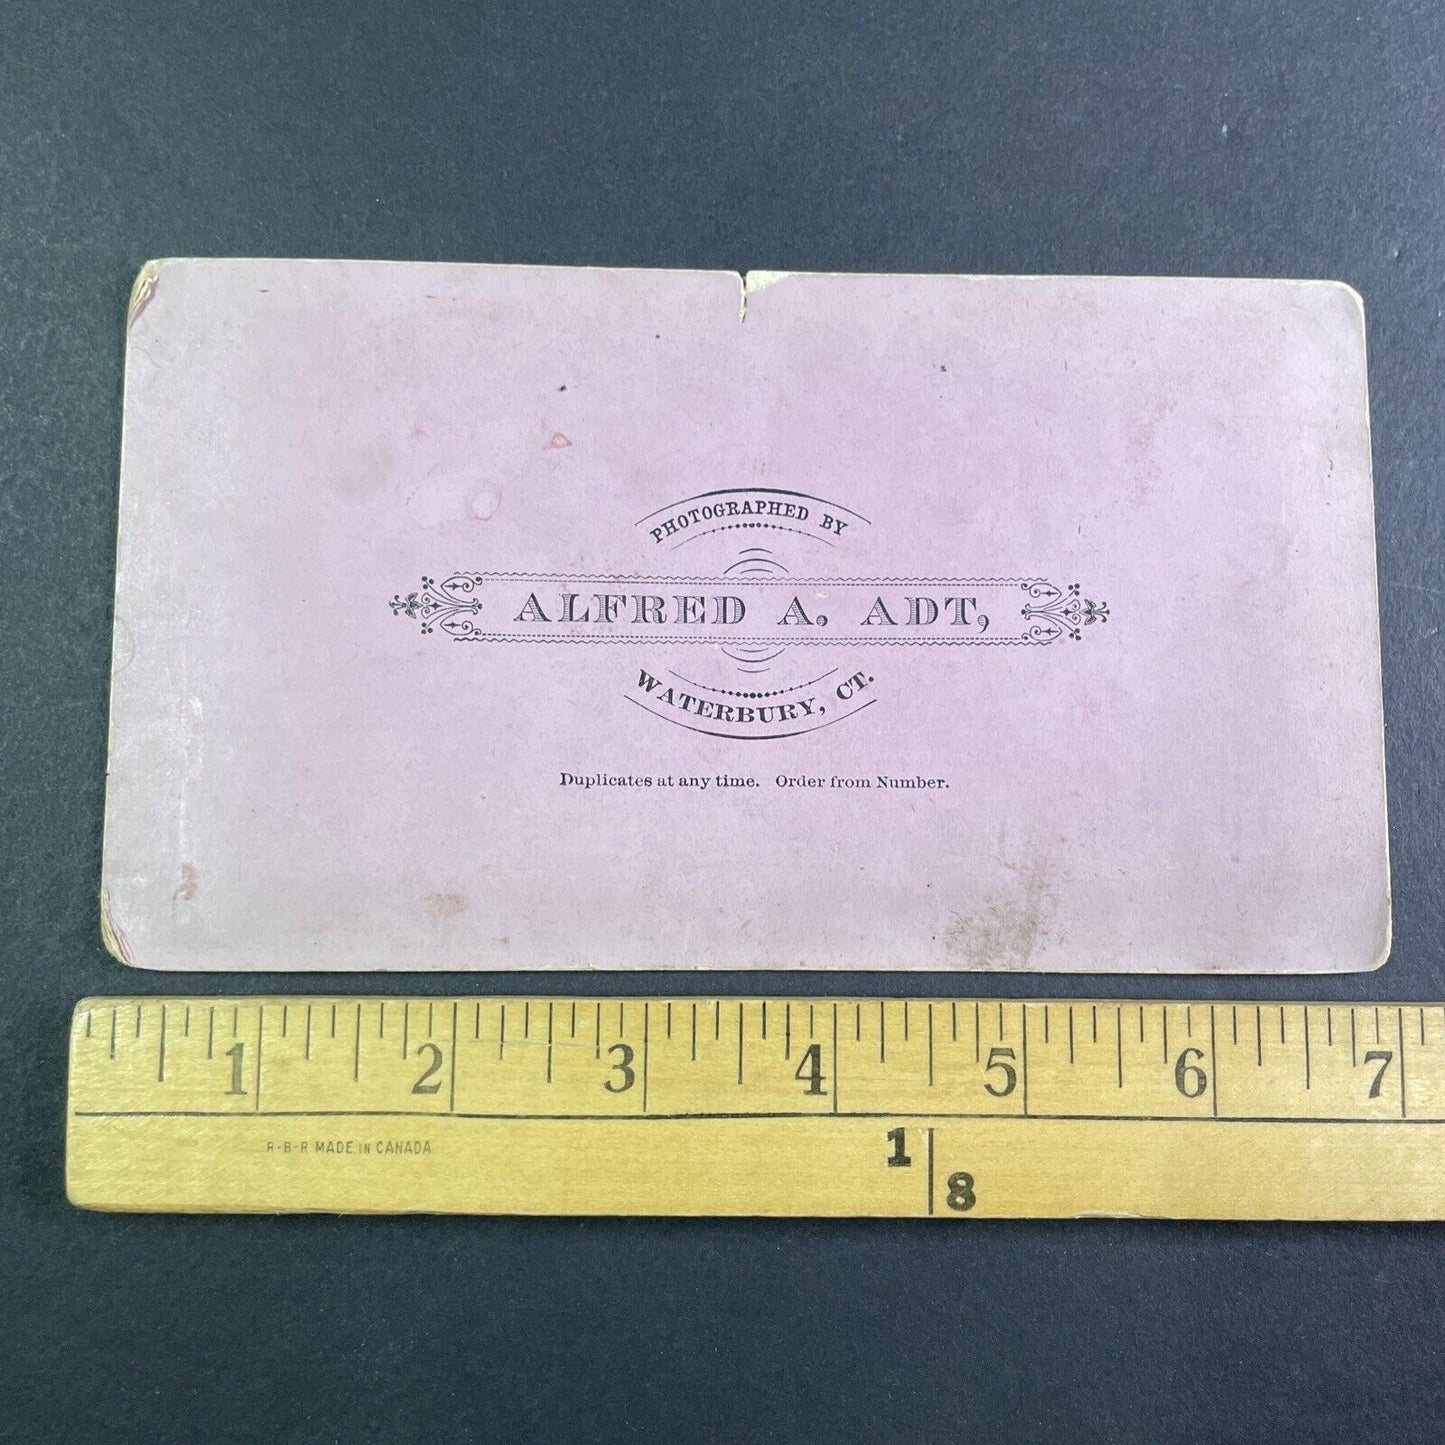 PHOTOGRAPHED BY
ALFRED A. ADT,
WATERBURY, CT.
Duplicates at any time. Order from Number.
1 2 3 4 5 6 7
R-B-R MADE IN CANADA
1
8